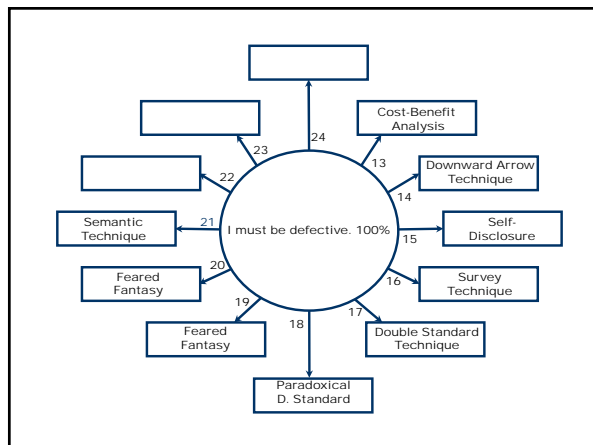 24
23
Cost-Benefit
Analysis
13
22
Downward Arrow
Technique
14
Semantic
Technique
21
I must be defective. 100%
Self-
Disclosure
15
20
Feared
Fantasy
16
Survey
Technique
19
Feared
Fantasy
18
17
Double Standard
Technique
Paradoxical
D. Standard